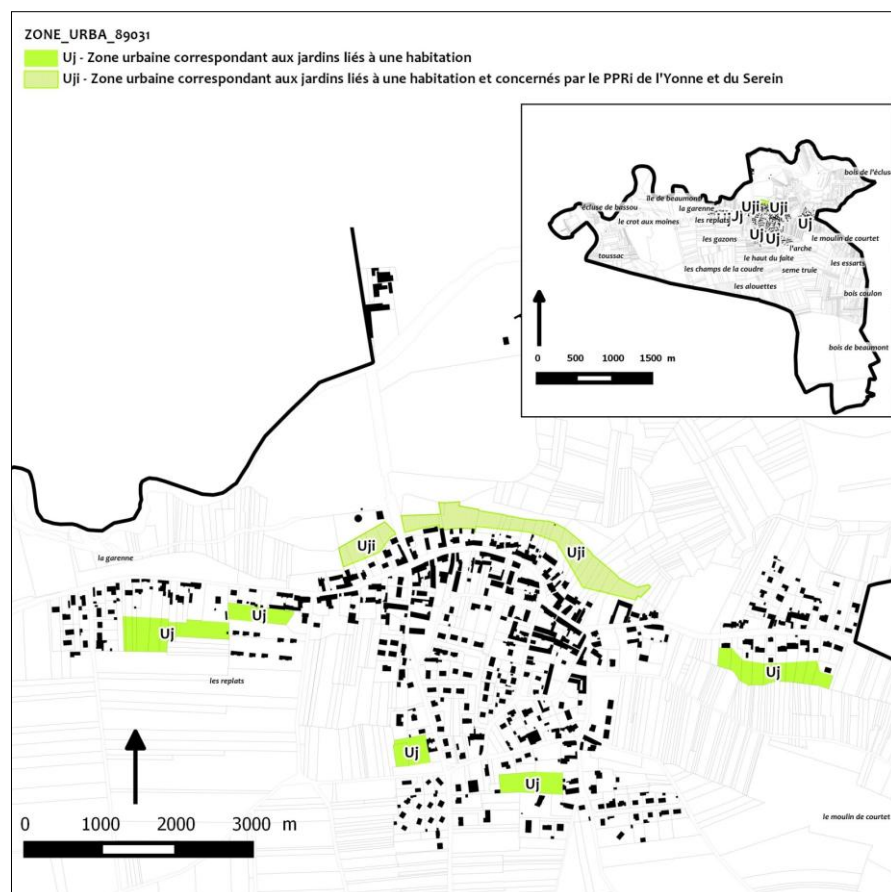 ZONE_URBA_89031
Uj - Zone urbaine correspondant aux jardins liés à une habitation
Uji - Zone urbaine correspondant aux jardins liés à une habitation et concernés par le PPRi de l'Yonne et du Serein
bois de l'écluse
île de beaumont
écluse de bassou
la garenne
Uji
Uji
le crot aux moines
les replats
Uj
Uj
les gazons
Uj
Uj
l'arche
le moulin de courtet
toussac
le haut du faîte
les essarts
les champs de la coudre
seme truie
les alouettes
bois coulon
bois de beaumont
0 500 1000 1500 m
la garenne
Uji
Uji
Uj
Uj
les replats
Uj
Uj
Uj
le moulin de courtet
0 1000 2000 3000 m